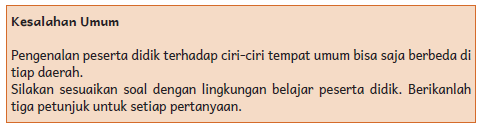 Kesalahan Umum
Pengenalan peserta didik terhadap ciri-ciri tempat umum bisa saja berbeda di
tiap daerah.
Silakan sesuaikan soal dengan lingkungan belajar peserta didik. Berikanlah
tiga petunjuk untuk setiap pertanyaan.